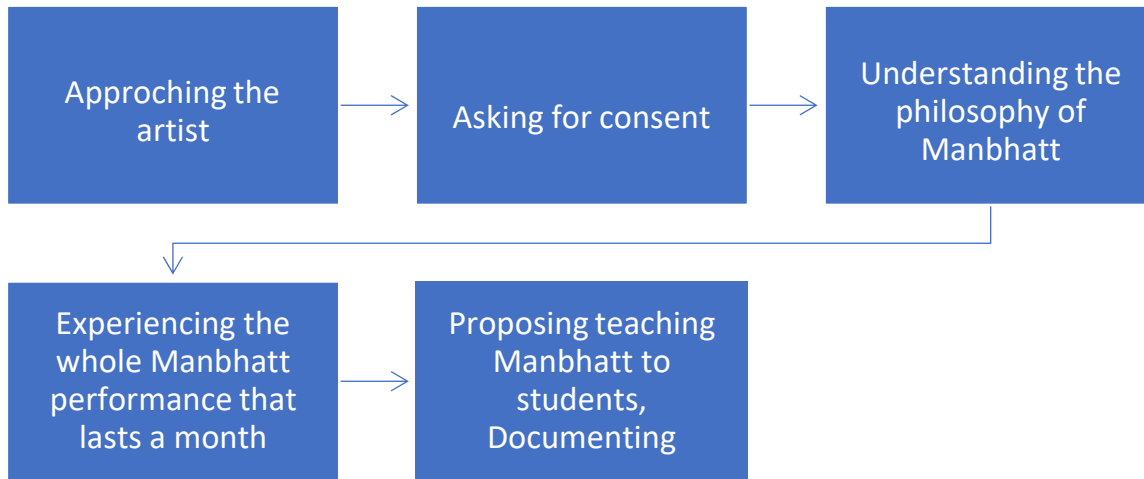 Approching the
artist
Asking for consent
Understanding the
philosophy of
Manbhatt
Experiencing the
whole Manbhatt
performance that
lasts a month
Proposing teaching
Manbhatt to
students,
Documenting